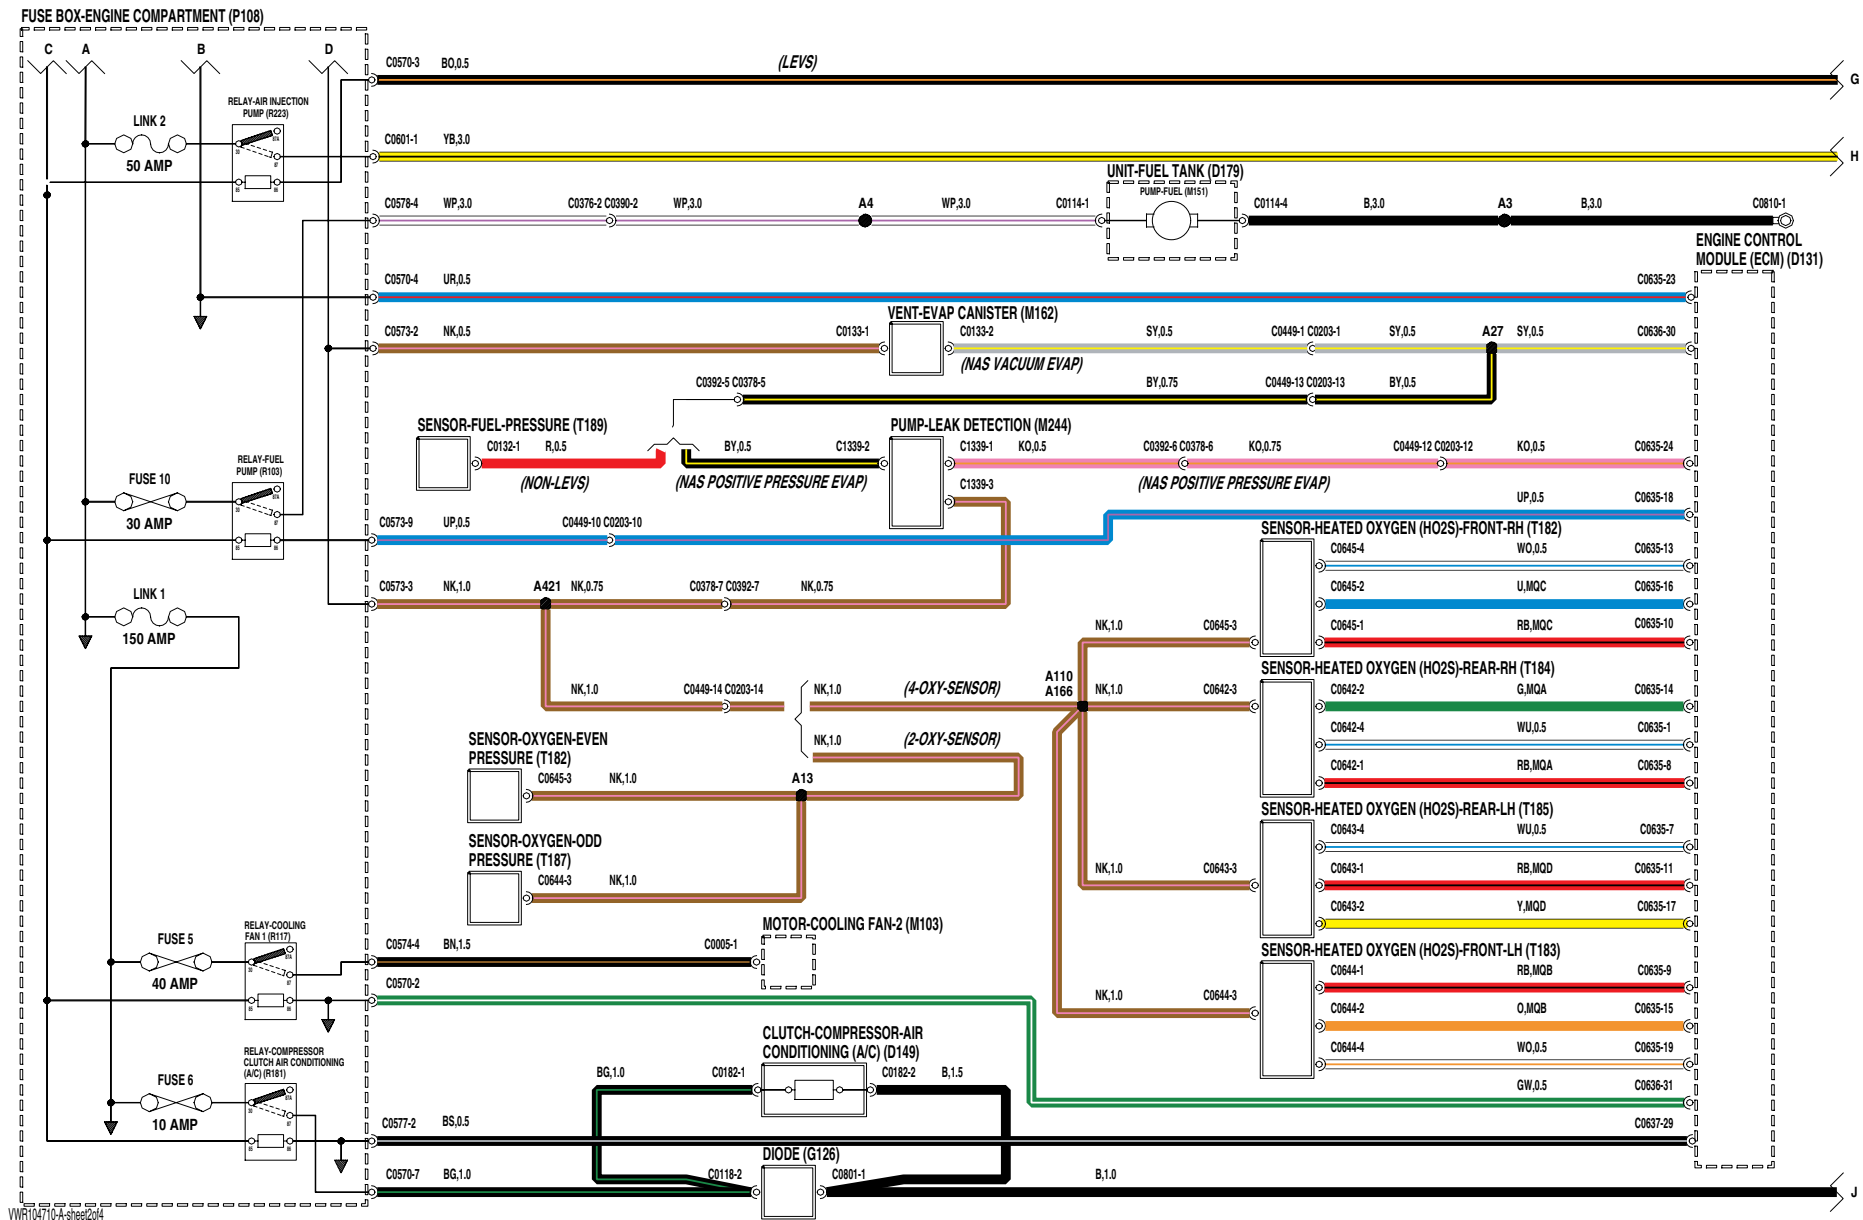 FUSE BOX-ENGINE COMPARTMENT (P108)
C A B D
C0570-3 BO,0.5 (LEVS) G
RELAY-AIR INJECTION
PUMP (R223)
LINK 2
50 AMP
87A
30
87
85 86
C0601-1 YB,3.0 H
UNIT-FUEL TANK (D179)
PUMP-FUEL (M151)
C0578-4 WP,3.0 C0376-2 C0390-2 WP,3.0 A4 WP,3.0 C0114-1 C0114-4 B,3.0 A3 B,3.0 C0810-1
ENGINE CONTROL
MODULE (ECM) (D131)
C0570-4 UR,0.5 C0635-23
VENT-EVAP CANISTER (M162)
C0573-2 NK,0.5 C0133-1 C0133-2 SY,0.5 C0449-1 C0203-1 SY,0.5 A27 SY,0.5 C0636-30
(NAS VACUUM EVAP)
C0392-5 C0378-5 BY,0.75 C0449-13 C0203-13 BY,0.5
SENSOR-FUEL-PRESSURE (T189) PUMP-LEAK DETECTION (M244)
C0132-1 R,0.5 BY,0.5 C1339-2 C1339-1 KO,0.5 C0392-6 C0378-6 KO,0.75 C0449-12 C0203-12 KO,0.5 C0635-24
(NON-LEVS) (NAS POSITIVE PRESSURE EVAP) C1339-3 (NAS POSITIVE PRESSURE EVAP)
RELAY-FUEL
PUMP (R103)
FUSE 10
30 AMP
87A
30
87
85 86
UP,0.5 C0635-18
C0573-9 UP,0.5 C0449-10 C0203-10
SENSOR-HEATED OXYGEN (HO2S)-FRONT-RH (T182)
C0645-4 WO,0.5 C0635-13
C0573-3 NK,1.0 A421 NK,0.75 C0378-7 C0392-7 NK,0.75 C0645-2 U,MQC C0635-16
LINK 1
150 AMP
NK,1.0 C0645-3 C0645-1 RB,MQC C0635-10
SENSOR-HEATED OXYGEN (HO2S)-REAR-RH (T184)
A110
A166
NK,1.0 C0449-14 C0203-14 NK,1.0 (4-OXY-SENSOR) NK,1.0 C0642-3 C0642-2 G,MQA C0635-14
C0642-4 WU,0.5 C0635-1
NK,1.0 (2-OXY-SENSOR)
SENSOR-OXYGEN-EVEN
PRESSURE (T182)
C0642-1 RB,MQA C0635-8
C0645-3 NK,1.0 A13
SENSOR-HEATED OXYGEN (HO2S)-REAR-LH (T185)
C0643-4 WU,0.5 C0635-7
SENSOR-OXYGEN-ODD
PRESSURE (T187)
C0644-3 NK,1.0
NK,1.0 C0643-3 C0643-1 RB,MQD C0635-11
C0643-2 Y,MQD C0635-17
RELAY-COOLING
FAN 1 (R117)
FUSE 5
40 AMP
87A
30
87
85 86
MOTOR-COOLING FAN-2 (M103)
C0574-4 BN,1.5 C0005-1
SENSOR-HEATED OXYGEN (HO2S)-FRONT-LH (T183)
C0644-1 RB,MQB C0635-9
C0570-2
NK,1.0 C0644-3 C0644-2 O,MQB C0635-15
C0644-4 WO,0.5 C0635-19
CLUTCH-COMPRESSOR-AIR
CONDITIONING (A/C) (D149)
RELAY-COMPRESSOR
CLUTCH AIR CONDITIONING
(A/C) (R181)
FUSE 6
10 AMP
87A
30
87
85 86
BG,1.0 C0182-1 C0182-2 B,1.5
GW,0.5 C0636-31
C0577-2 BS,0.5 C0637-29
DIODE (G126)
C0570-7 BG,1.0 C0118-2 C0801-1 B,1.0 J
VWR104710-A-sheet2of4